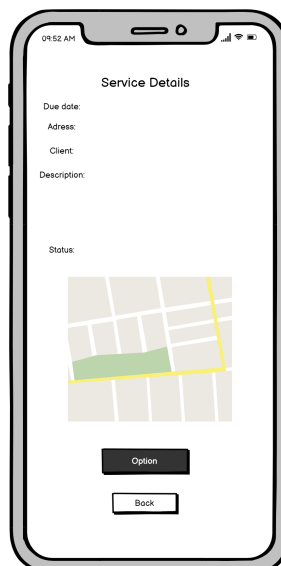 09:52 AM
Service Details
Due date:
Adress:
Client:
Description:
Status:
Option
Back